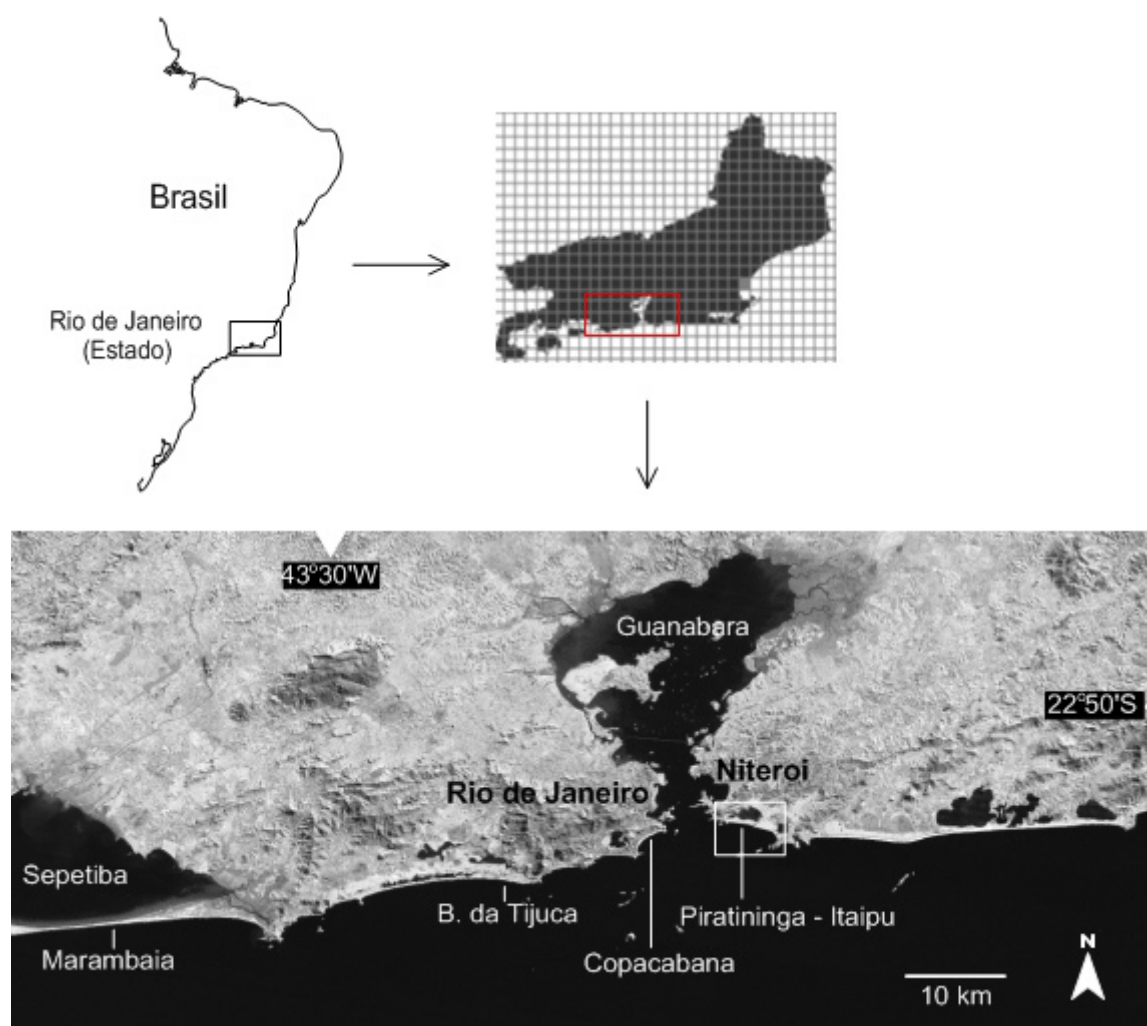 Brasil
Rio de Janeiro
(Estado)
43°30'W
Guanabara
22°50'S
Niteroi
Rio de Janeiro
Sepetiba
B. da Tijuca
Piratininga - Itaipu
Marambaia
Copacabana
N
10 km